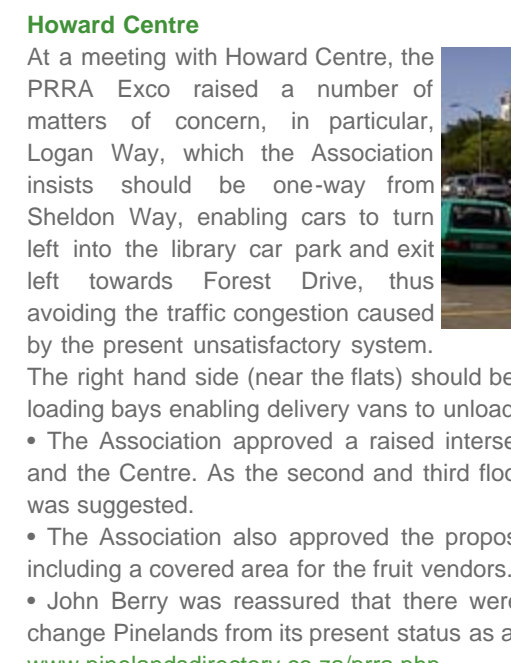 Howard Centre
At a meeting with Howard Centre, the
PRRA Exco raised a number of
matters of concern, in particular,
Logan Way, which the Association
insists should be one-way from
Sheldon Way, enabling cars to turn
left into the library car park and exit
left towards Forest Drive, thus
avoiding the traffic congestion caused
by the present unsatisfactory system.
The right hand side (near the flats) should be
loading bays enabling delivery vans to unload
• The Association approved a raised interse
and the Centre. As the second and third floo
was suggested.
• The Association also approved the propos
including a covered area for the fruit vendors.
• John Berry was reassured that there were
change Pinelands from its present status as a
www.pinelandsdirectory.co.za/prra.php